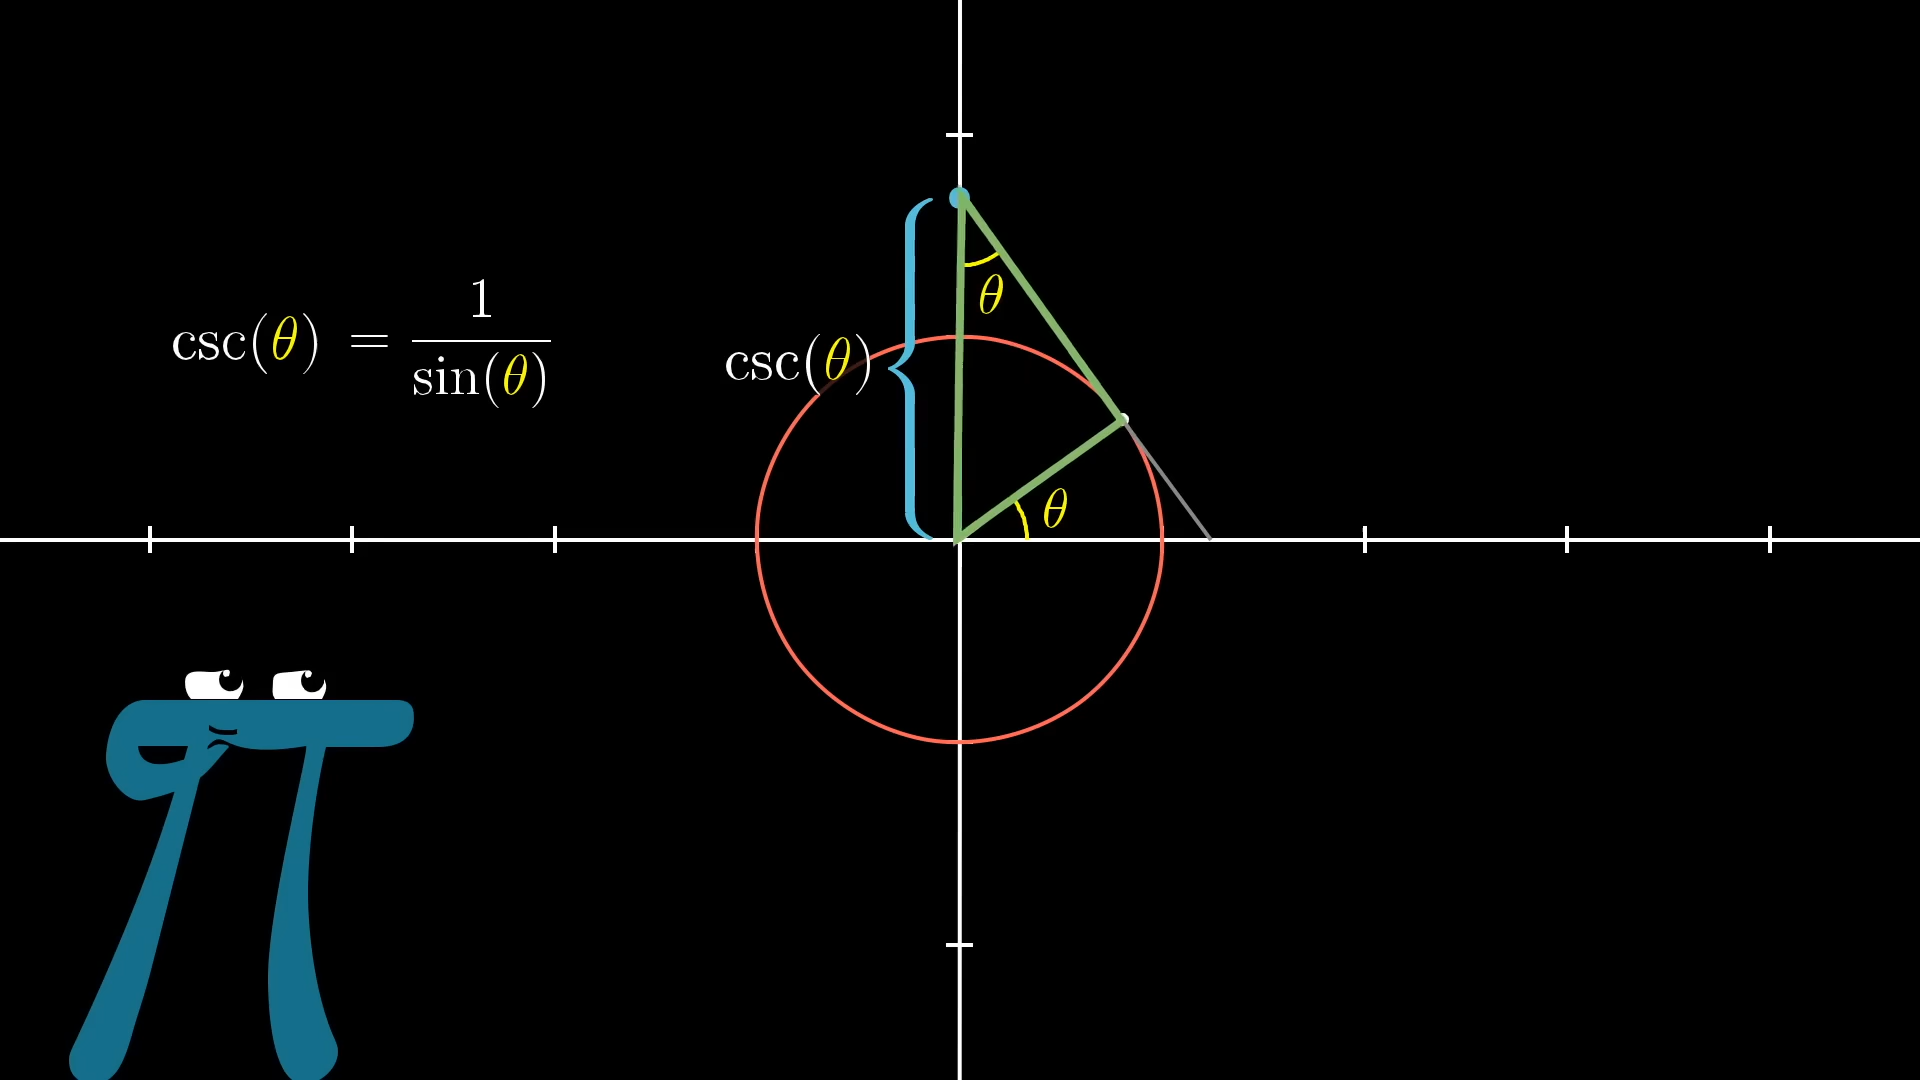 csc(θ) = 1/sin(θ)
csc(θ)
θ
θ